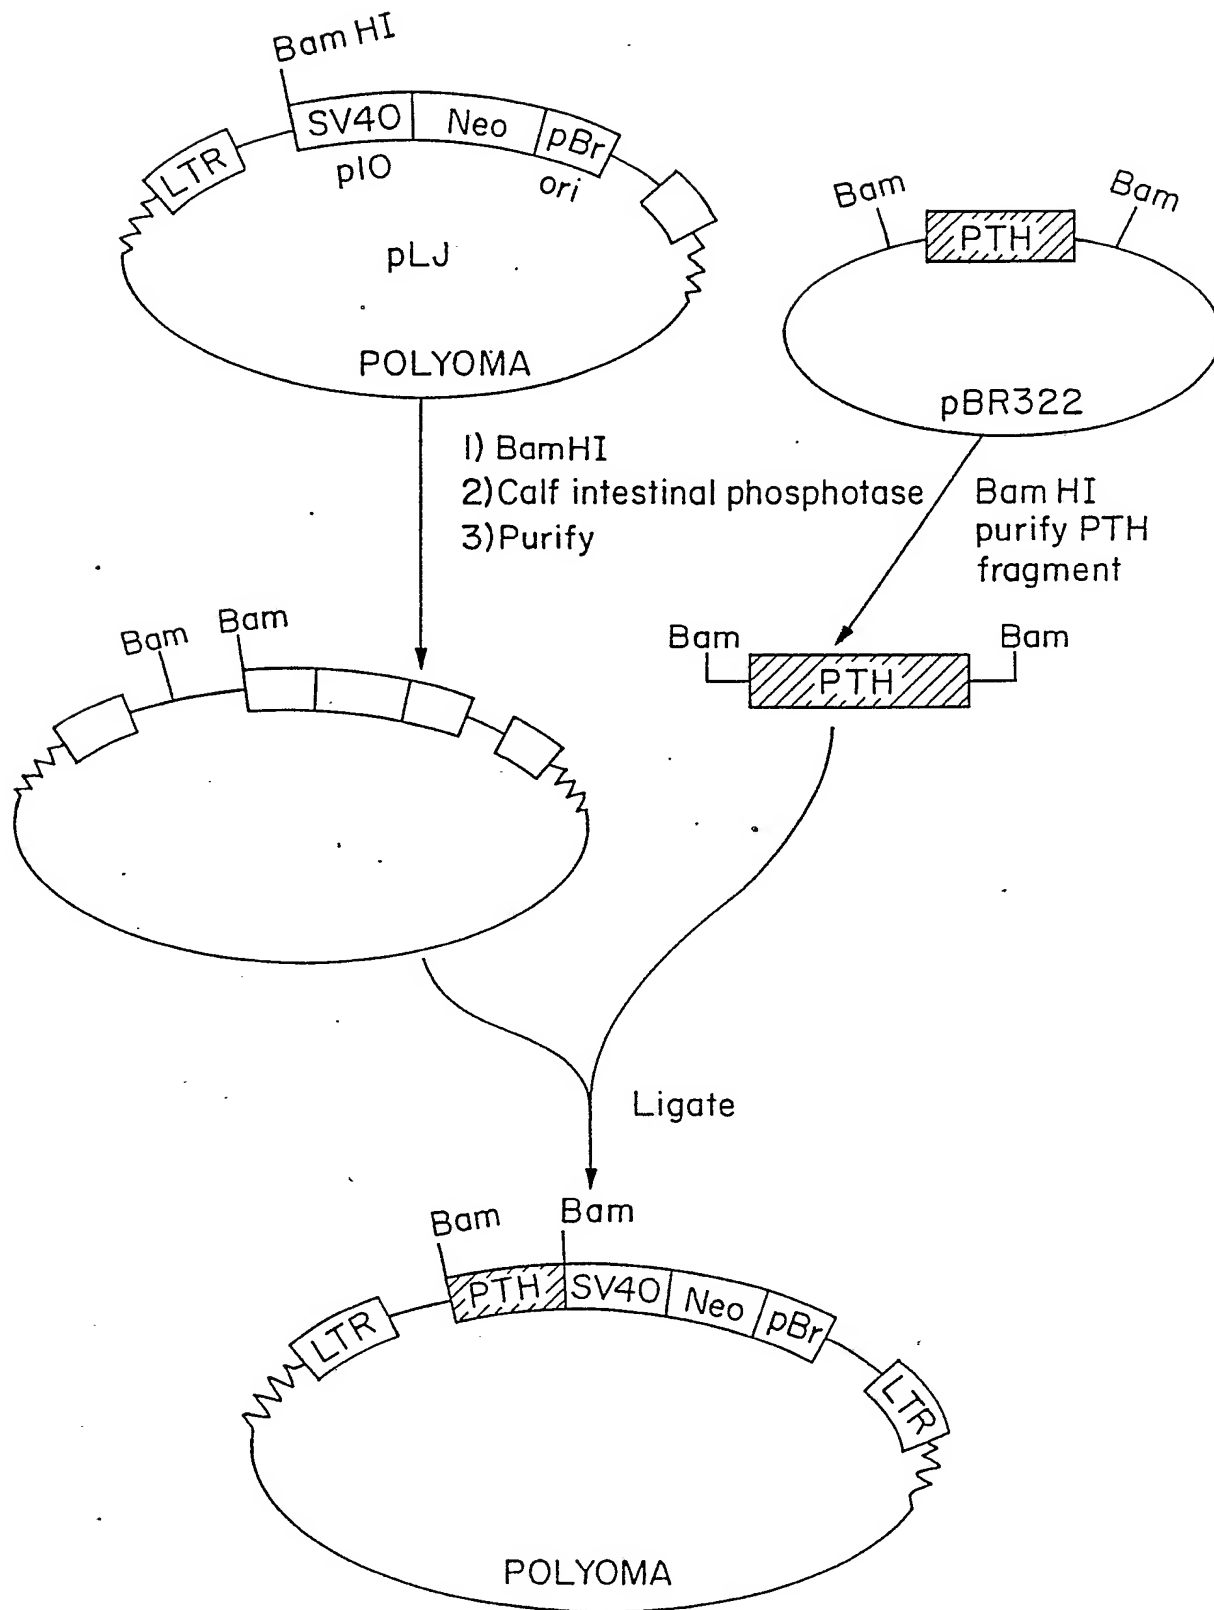 Bam HI
SV40
Neo
pBr
LTR
pIO
ori
pLJ
POLYOMA
Bam
Bam
PTH
pBR322
1) BamHI
2) Calf intestinal phosphotase
3) Purify
Bam HI
purify PTH
fragment
Bam
Bam
Bam
Bam
PTH
Ligate
Bam
Bam
PTH
SV40
Neo
pBr
LTR
LTR
POLYOMA